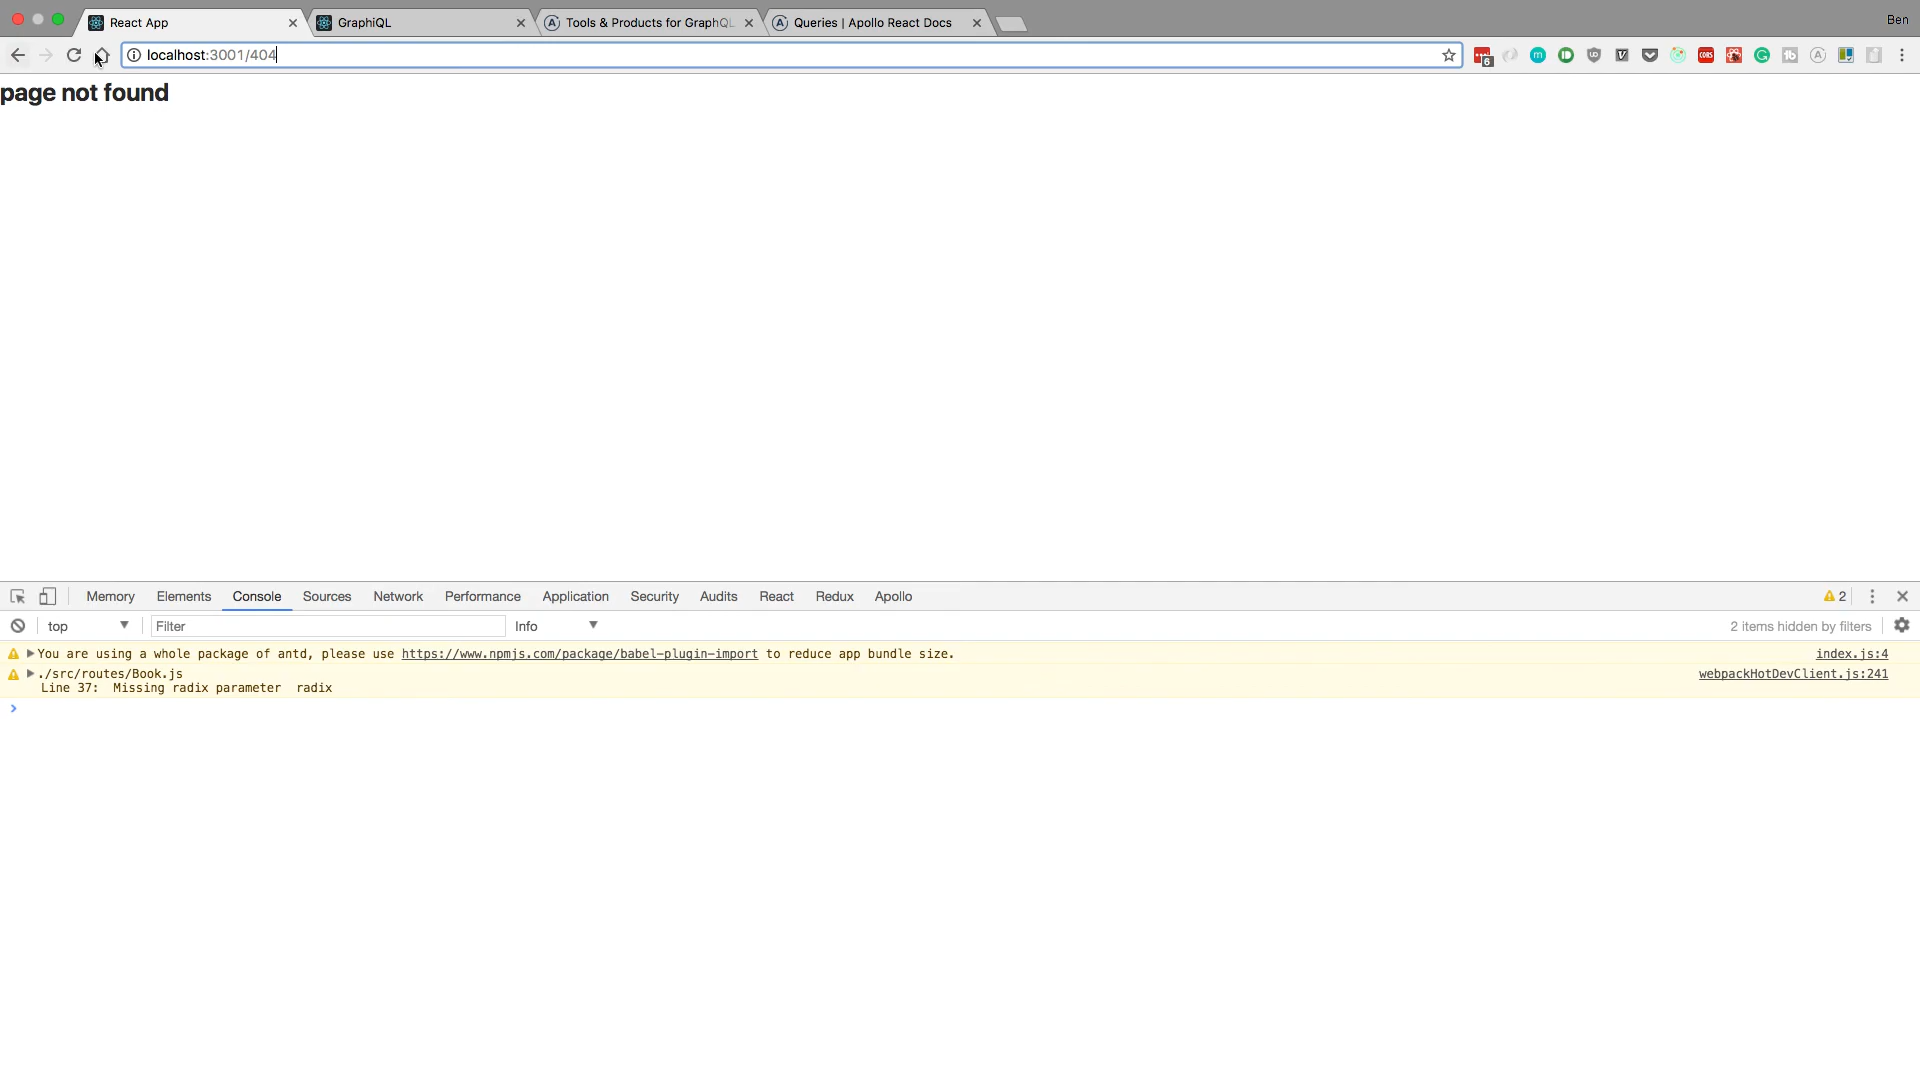 React App
GraphiQL
Tools & Products for GraphQL
Queries | Apollo React Docs
Ben
localhost:3001/404
6
page not found
Memory Elements Console Sources Network Performance Application Security Audits React Redux Apollo
2
top
Filter
Info
2 items hidden by filters
You are using a whole package of antd, please use https://www.npmjs.com/package/babel-plugin-import to reduce app bundle size.
index.js:4
./src/routes/Book.js
webpackHotDevClient.js:241
Line 37: Missing radix parameter radix